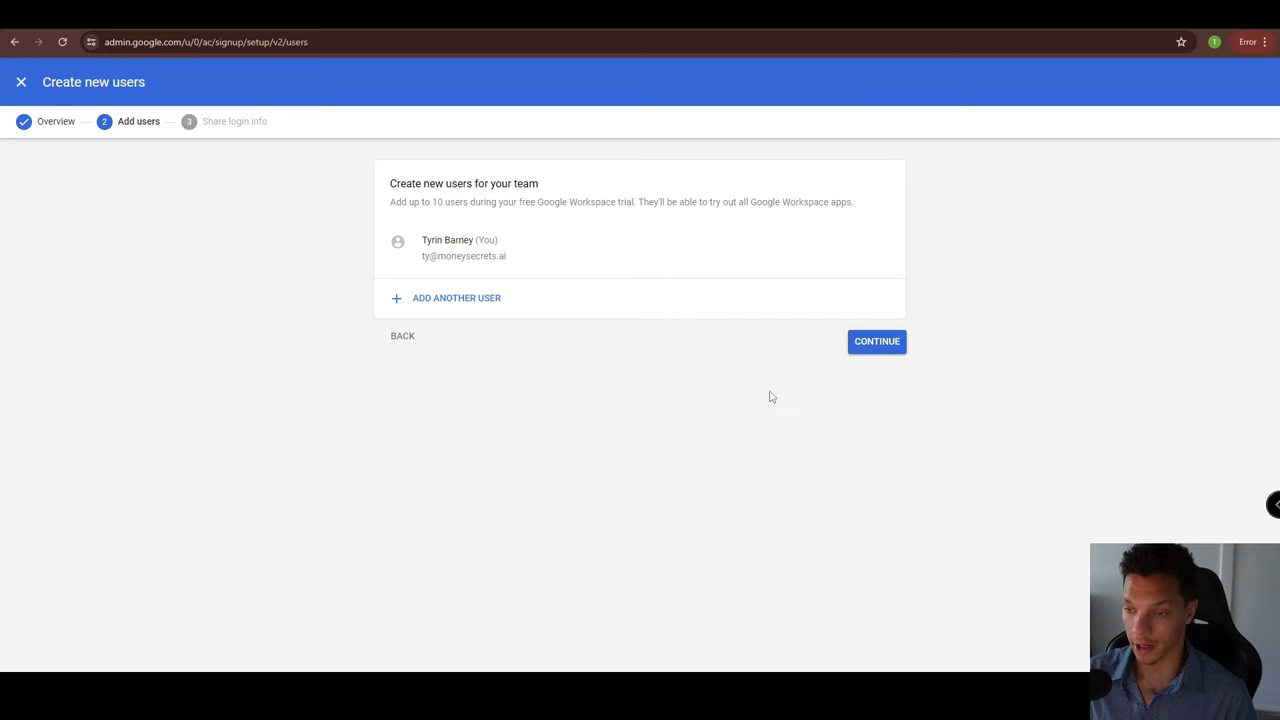 admin.google.com/u/0/ac/signup/setup/v2/users
T
Error
Create new users
Overview
2
Add users
3
Share login info
Create new users for your team
Add up to 10 users during your free Google Workspace trial. They'll be able to try out all Google Workspace apps.
Tyrin Barney (You)
ty@moneysecrets.ai
ADD ANOTHER USER
BACK
CONTINUE